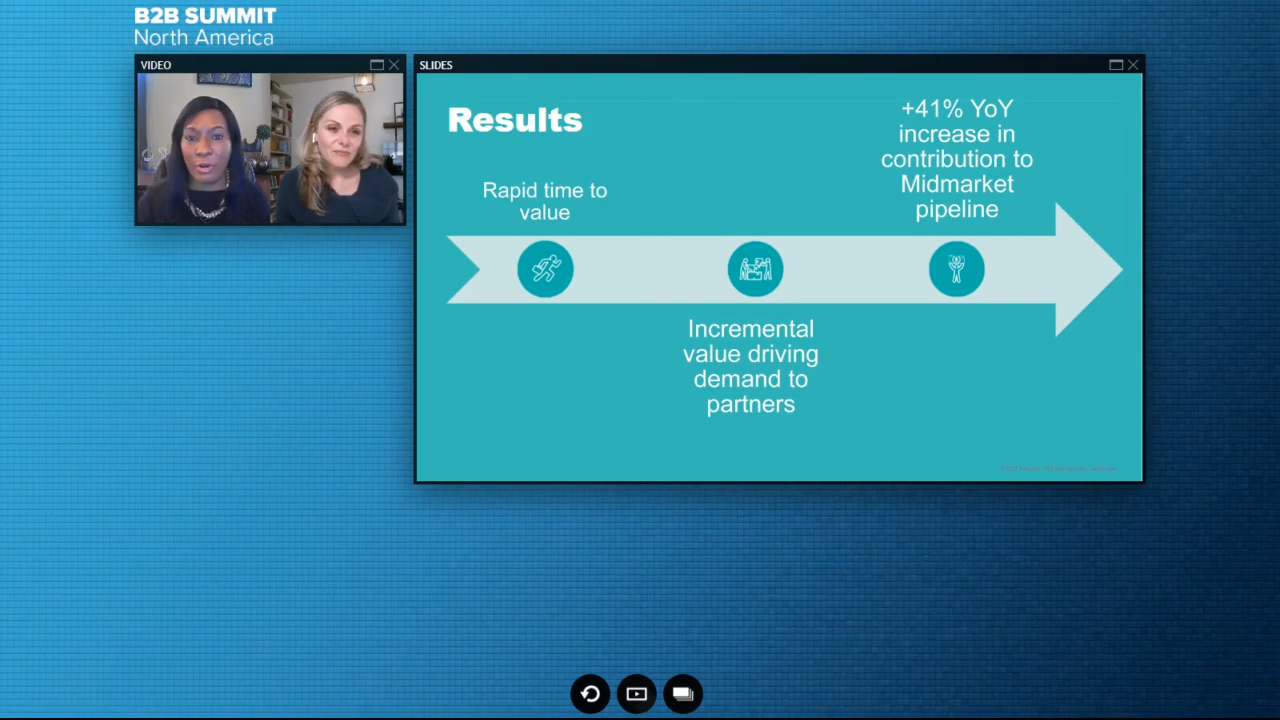 B2B SUMMIT
North America
VIDEO
SLIDES
Results
Rapid time to
value
Incremental
value driving
demand to
partners
+41% YoY
increase in
contribution to
Midmarket
pipeline